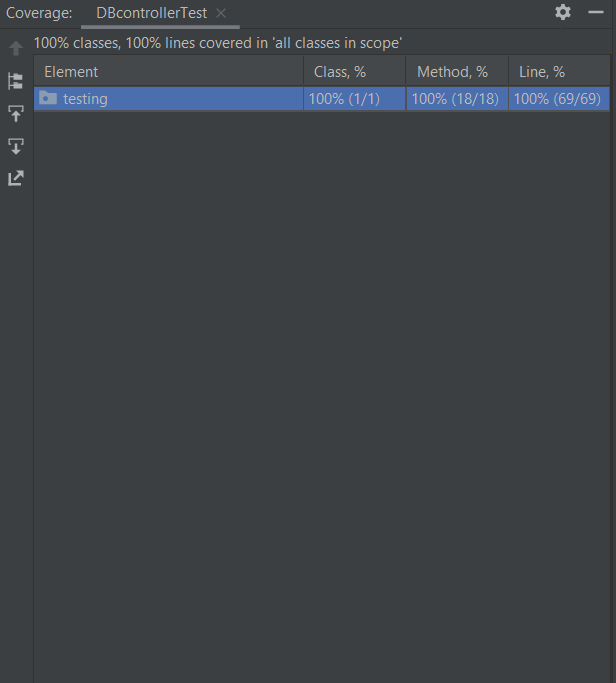 Coverage: DBcontrollerTest
100% classes, 100% lines covered in 'all classes in scope'
Element Class, % Method, % Line, %
testing 100% (1/1) 100% (18/18) 100% (69/69)